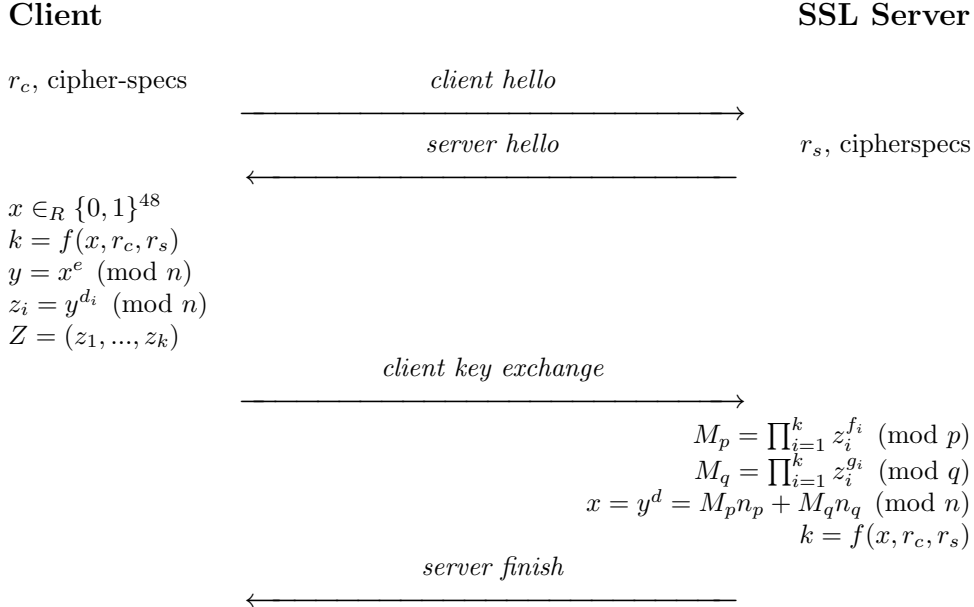 Client SSL Server
r_c, cipher-specs client hello
server hello r_s, cipherspecs
x ∈_R {0, 1}^48
k = f(x, r_c, r_s)
y = x^e (mod n)
z_i = y^{d_i} (mod n)
Z = (z_1, ..., z_k)
client key exchange
M_p = ∏_{i=1}^k z_i^{f_i} (mod p)
M_q = ∏_{i=1}^k z_i^{g_i} (mod q)
x = y^d = M_p n_p + M_q n_q (mod n)
k = f(x, r_c, r_s)
server finish